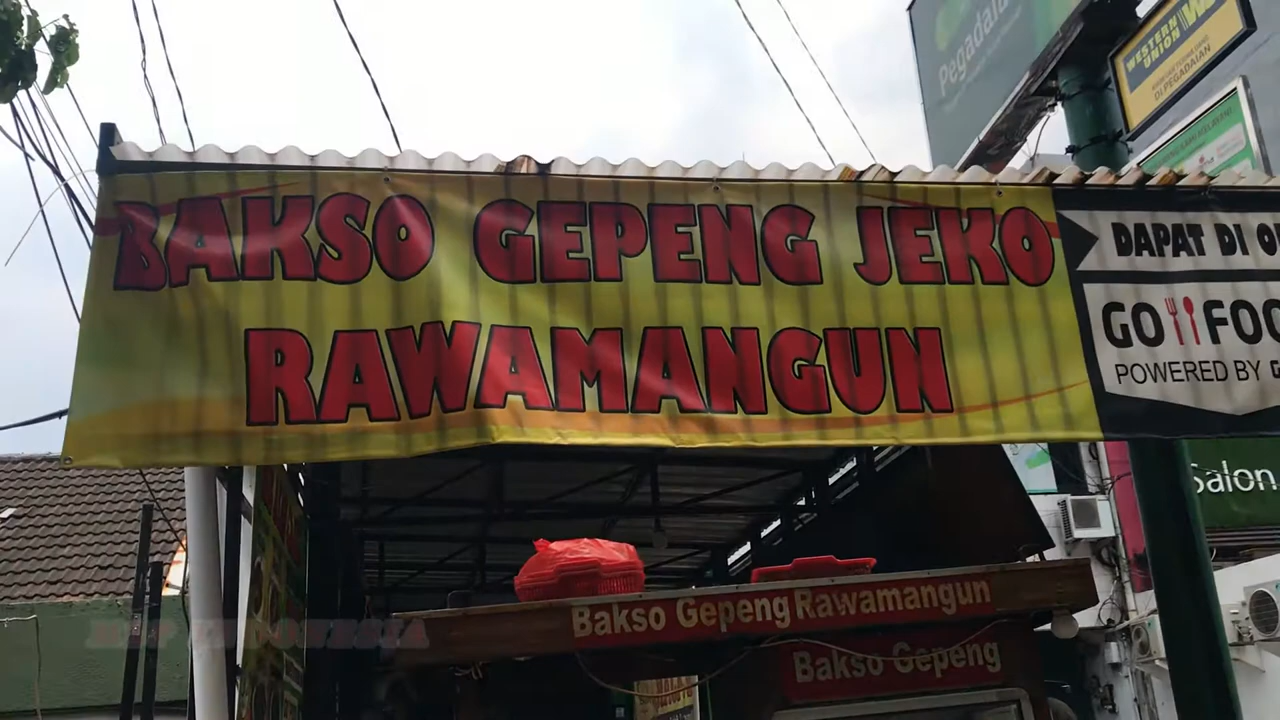 Pegadaian
WESTERN
UNION WU
DI PEGADAIAN
BAKSO GEPENG JEKO
RAWAMANGUN
DAPAT DI
GO FOO
POWERED BY
Salon
Bakso Gepeng Rawamangun
Bakso Gepeng